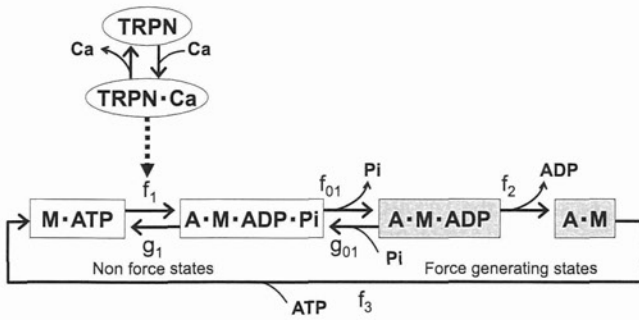 TRPN
Ca
Ca
TRPN·Ca
f1
f01
Pi
f2
ADP
M·ATP
A·M·ADP·Pi
A·M·ADP
A·M
g1
g01
Pi
Non force states
Force generating states
ATP
f3